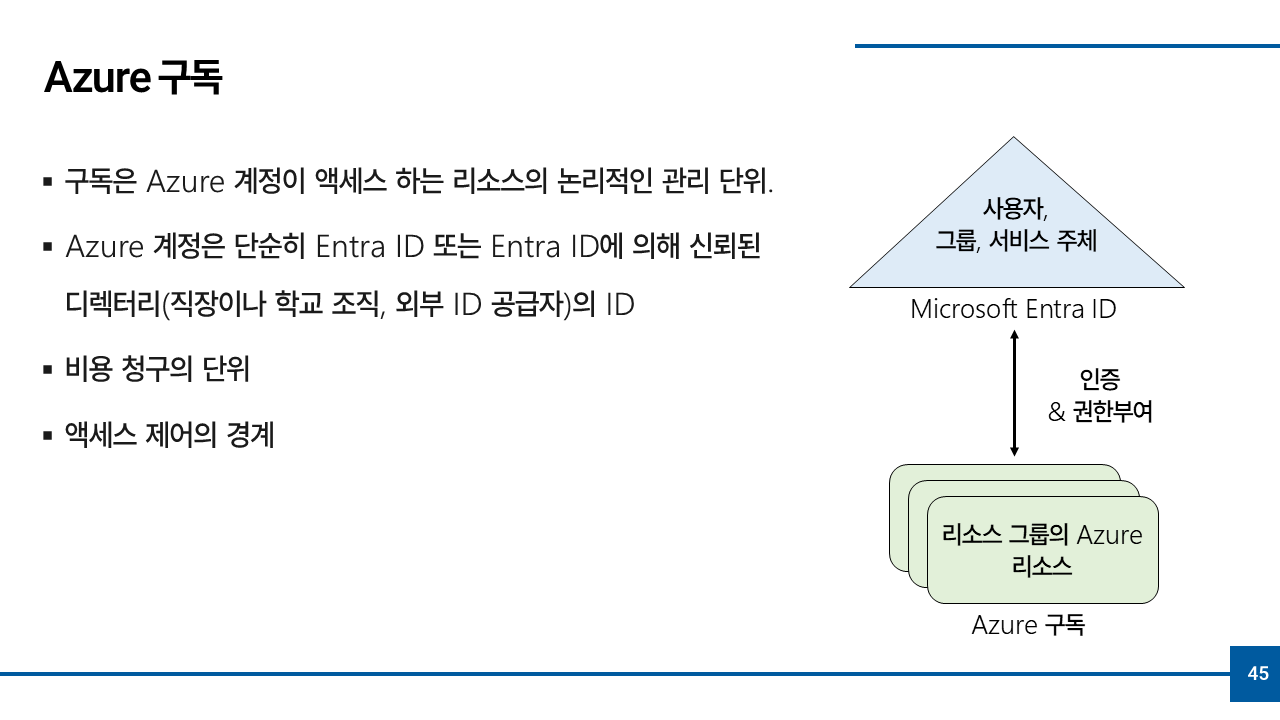 Azure 구독
▪ 구독은 Azure 계정이 액세스 하는 리소스의 논리적인 관리 단위.
▪ Azure 계정은 단순히 Entra ID 또는 Entra ID에 의해 신뢰된
디렉터리(직장이나 학교 조직, 외부 ID 공급자)의 ID
▪ 비용 청구의 단위
▪ 액세스 제어의 경계
사용자,
그룹, 서비스 주체
Microsoft Entra ID
인증
& 권한부여
리소스 그룹의 Azure
리소스
Azure 구독
45